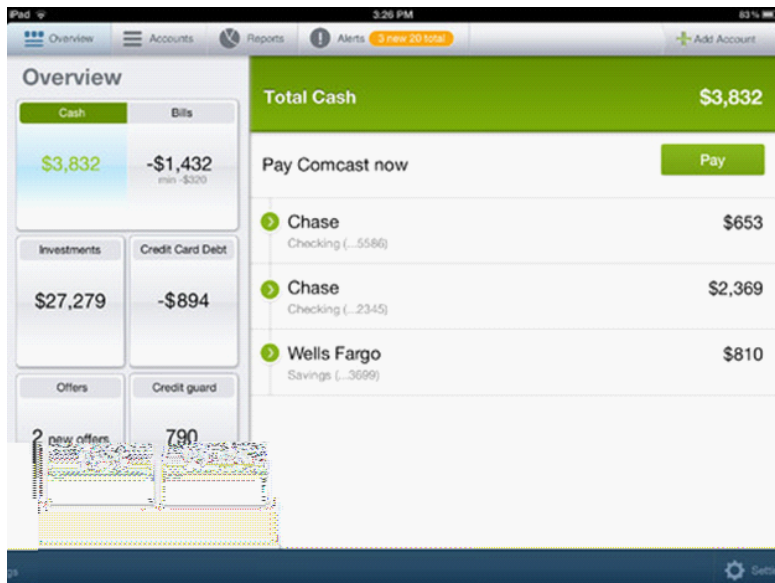 iPad 3:26 PM 83%
Overview Accounts Reports Alerts 3 new 20 total Add Account
Overview
Cash Bills
$3,832 -$1,432
min -$320
Investments Credit Card Debt
$27,279 -$894
Offers Credit guard
2 new offers 790
Total Cash $3,832
Pay Comcast now Pay
Chase $653
Checking (...5586)
Chase $2,369
Checking (...2345)
Wells Fargo $810
Savings (...3699)